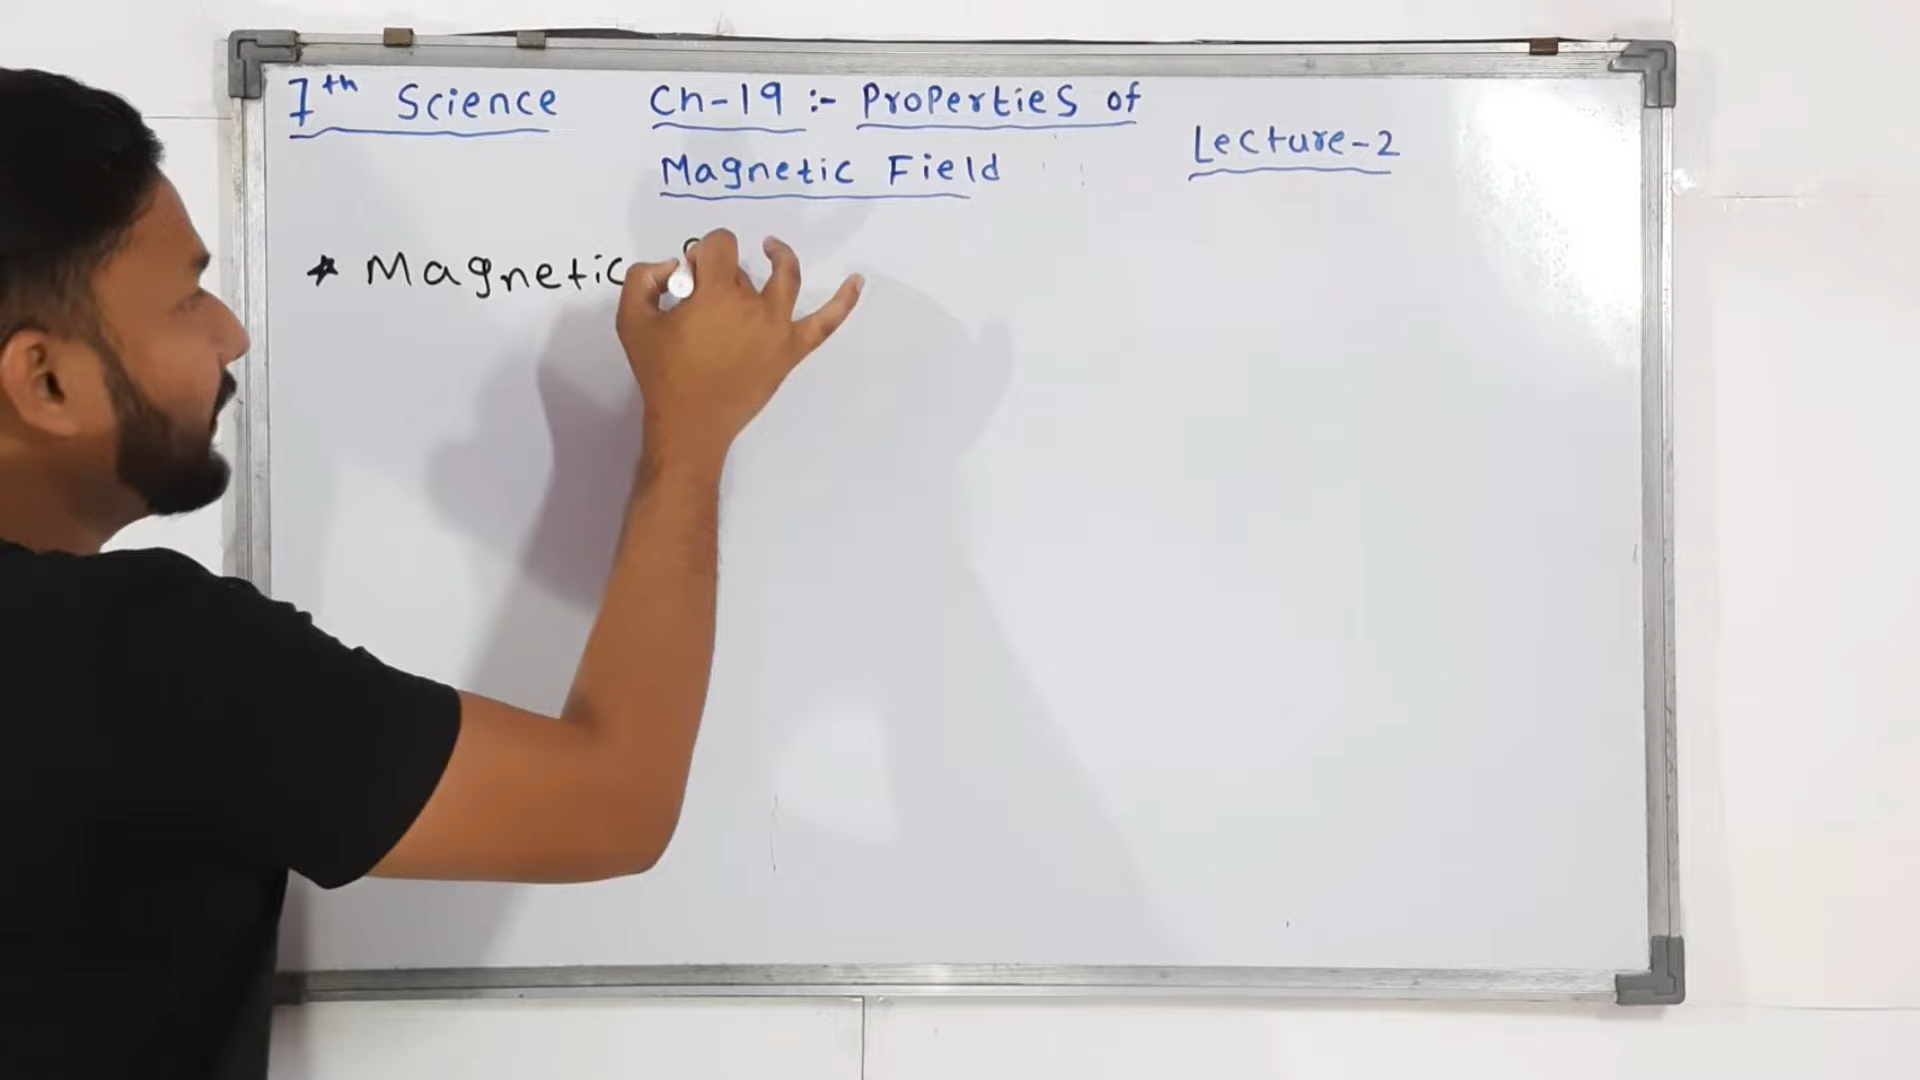 7th Science Ch-19 :- Properties of
Magnetic Field
Lecture-2
* Magnetic